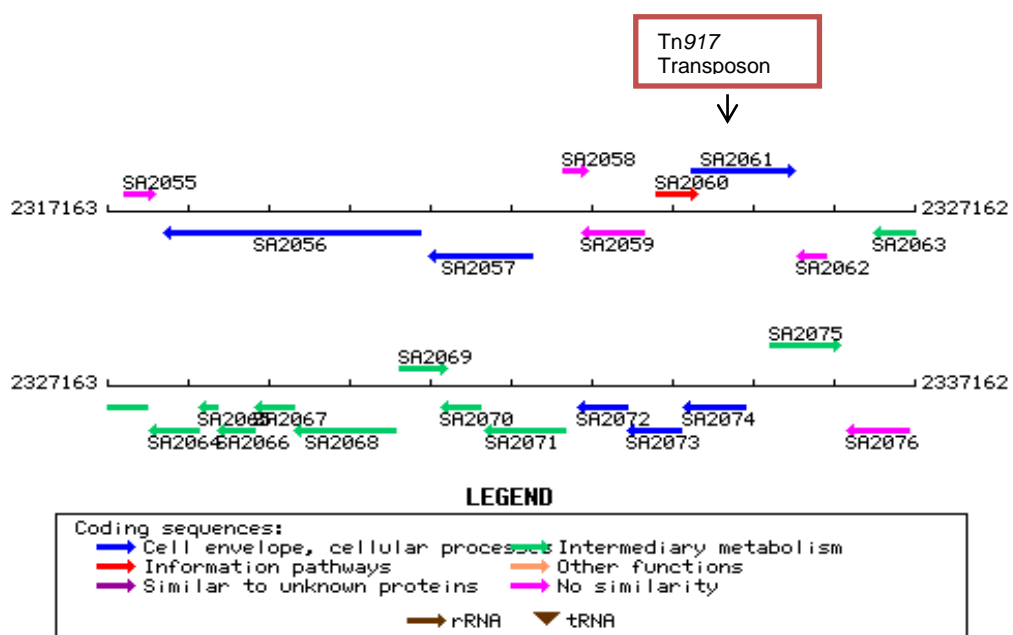 Tn917
Transposon
SA2058
SA2061
SA2055
SA2060
2317163
2327162
SA2056
SA2059
SA2063
SA2057
SA2062
SA2075
SA2069
2327163
2337162
SA2065
SA2067
SA2070
SA2072
SA2074
SA2064
SA2066
SA2068
SA2071
SA2073
SA2076
LEGEND
Coding sequences:
Cell envelope, cellular processes Intermediary metabolism
Information pathways Other functions
Similar to unknown proteins No similarity
rRNA tRNA